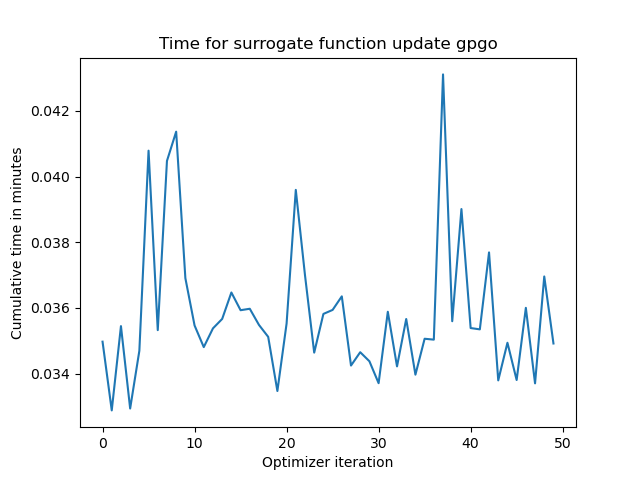 Time for surrogate function update gpgo
Cumulative time in minutes
0.042
0.040
0.038
0.036
0.034
0 10 20 30 40 50
Optimizer iteration